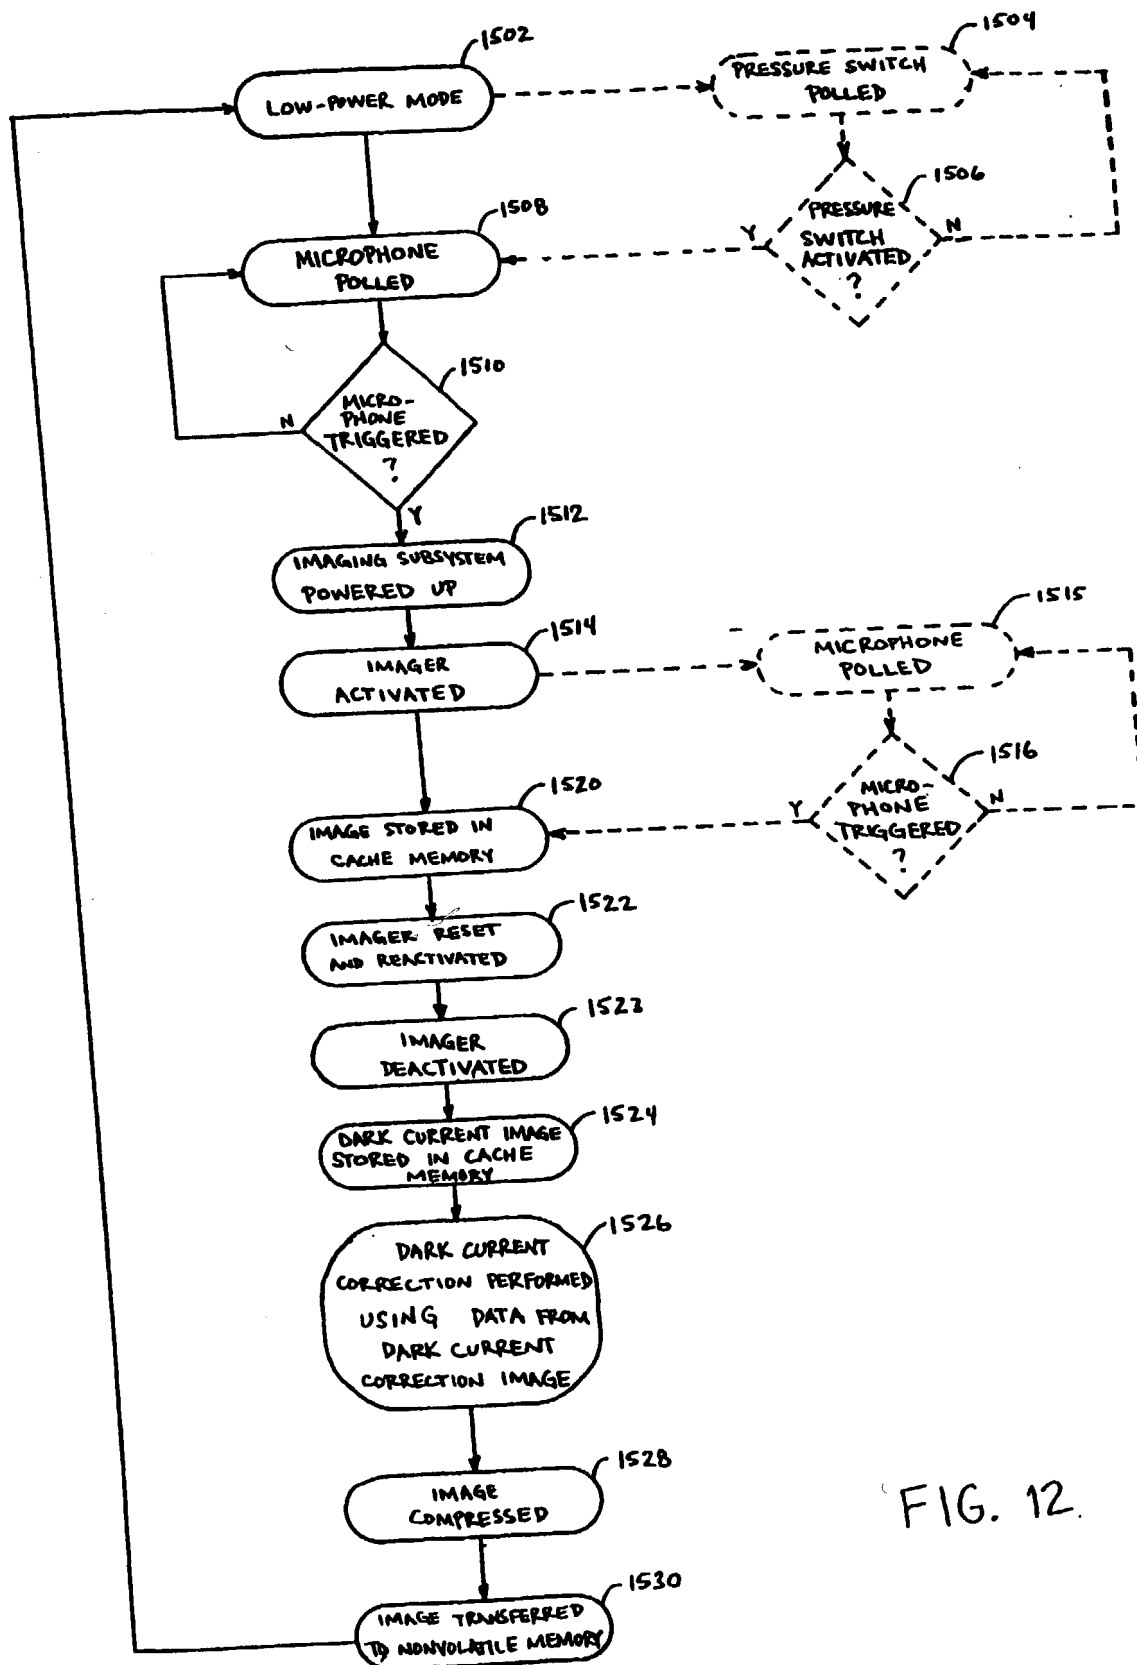 1502
LOW-POWER MODE
1504
PRESSURE SWITCH
POLLED
1506
PRESSURE
SWITCH
ACTIVATED
?
Y
N
1508
MICROPHONE
POLLED
1510
MICRO-
PHONE
TRIGGERED
?
N
Y
1512
IMAGING SUBSYSTEM
POWERED UP
1514
IMAGER
ACTIVATED
1515
MICROPHONE
POLLED
1516
MICRO-
PHONE
TRIGGERED
?
Y
N
1520
IMAGE STORED IN
CACHE MEMORY
1522
IMAGER RESET
AND REACTIVATED
1523
IMAGER
DEACTIVATED
1524
DARK CURRENT IMAGE
STORED IN CACHE
MEMORY
1526
DARK CURRENT
CORRECTION PERFORMED
USING DATA FROM
DARK CURRENT
CORRECTION IMAGE
1528
IMAGE
COMPRESSED
1530
IMAGE TRANSFERRED
TO NONVOLATILE MEMORY
FIG. 12.